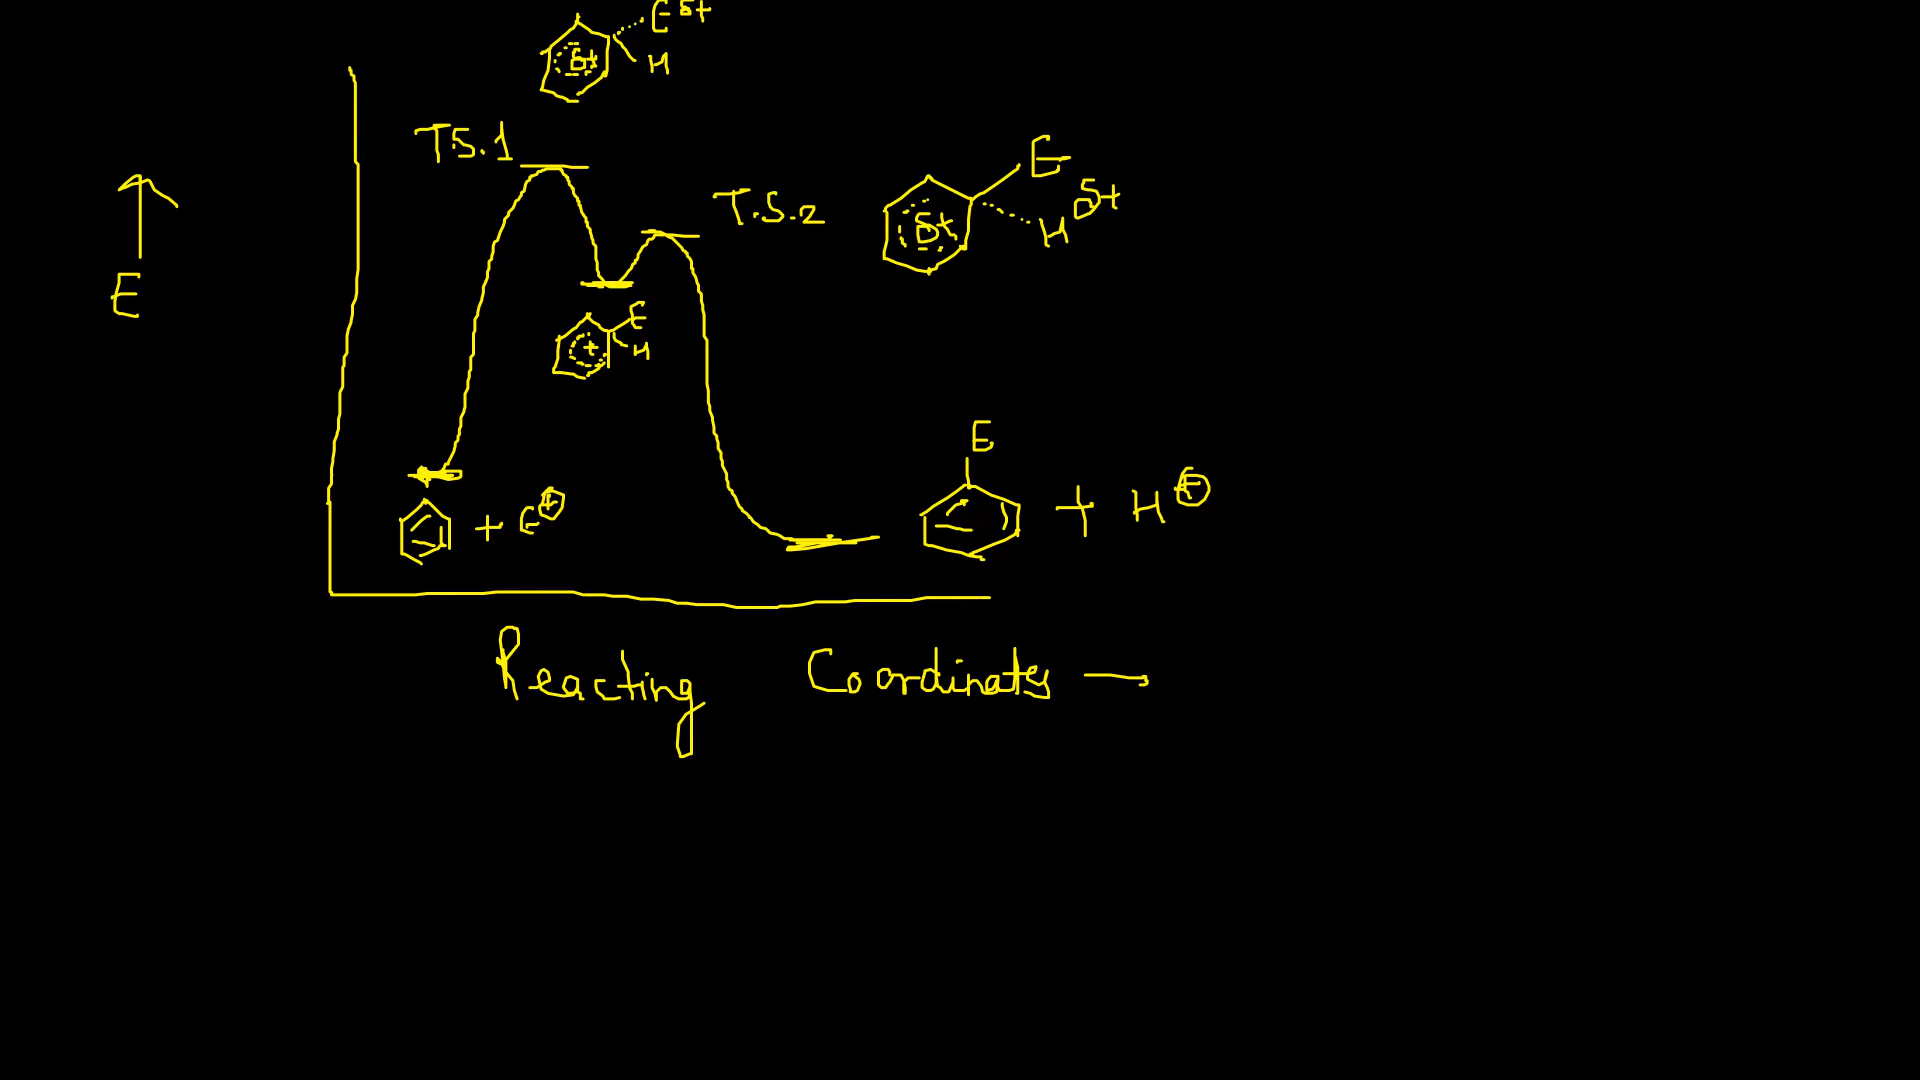 E δ+
δ+
H
T.S.1
E
T.S.2
δ+
H δ+
E
E
+
H
E
+ E⊕
+ H⊕
Reacting Coordinates →